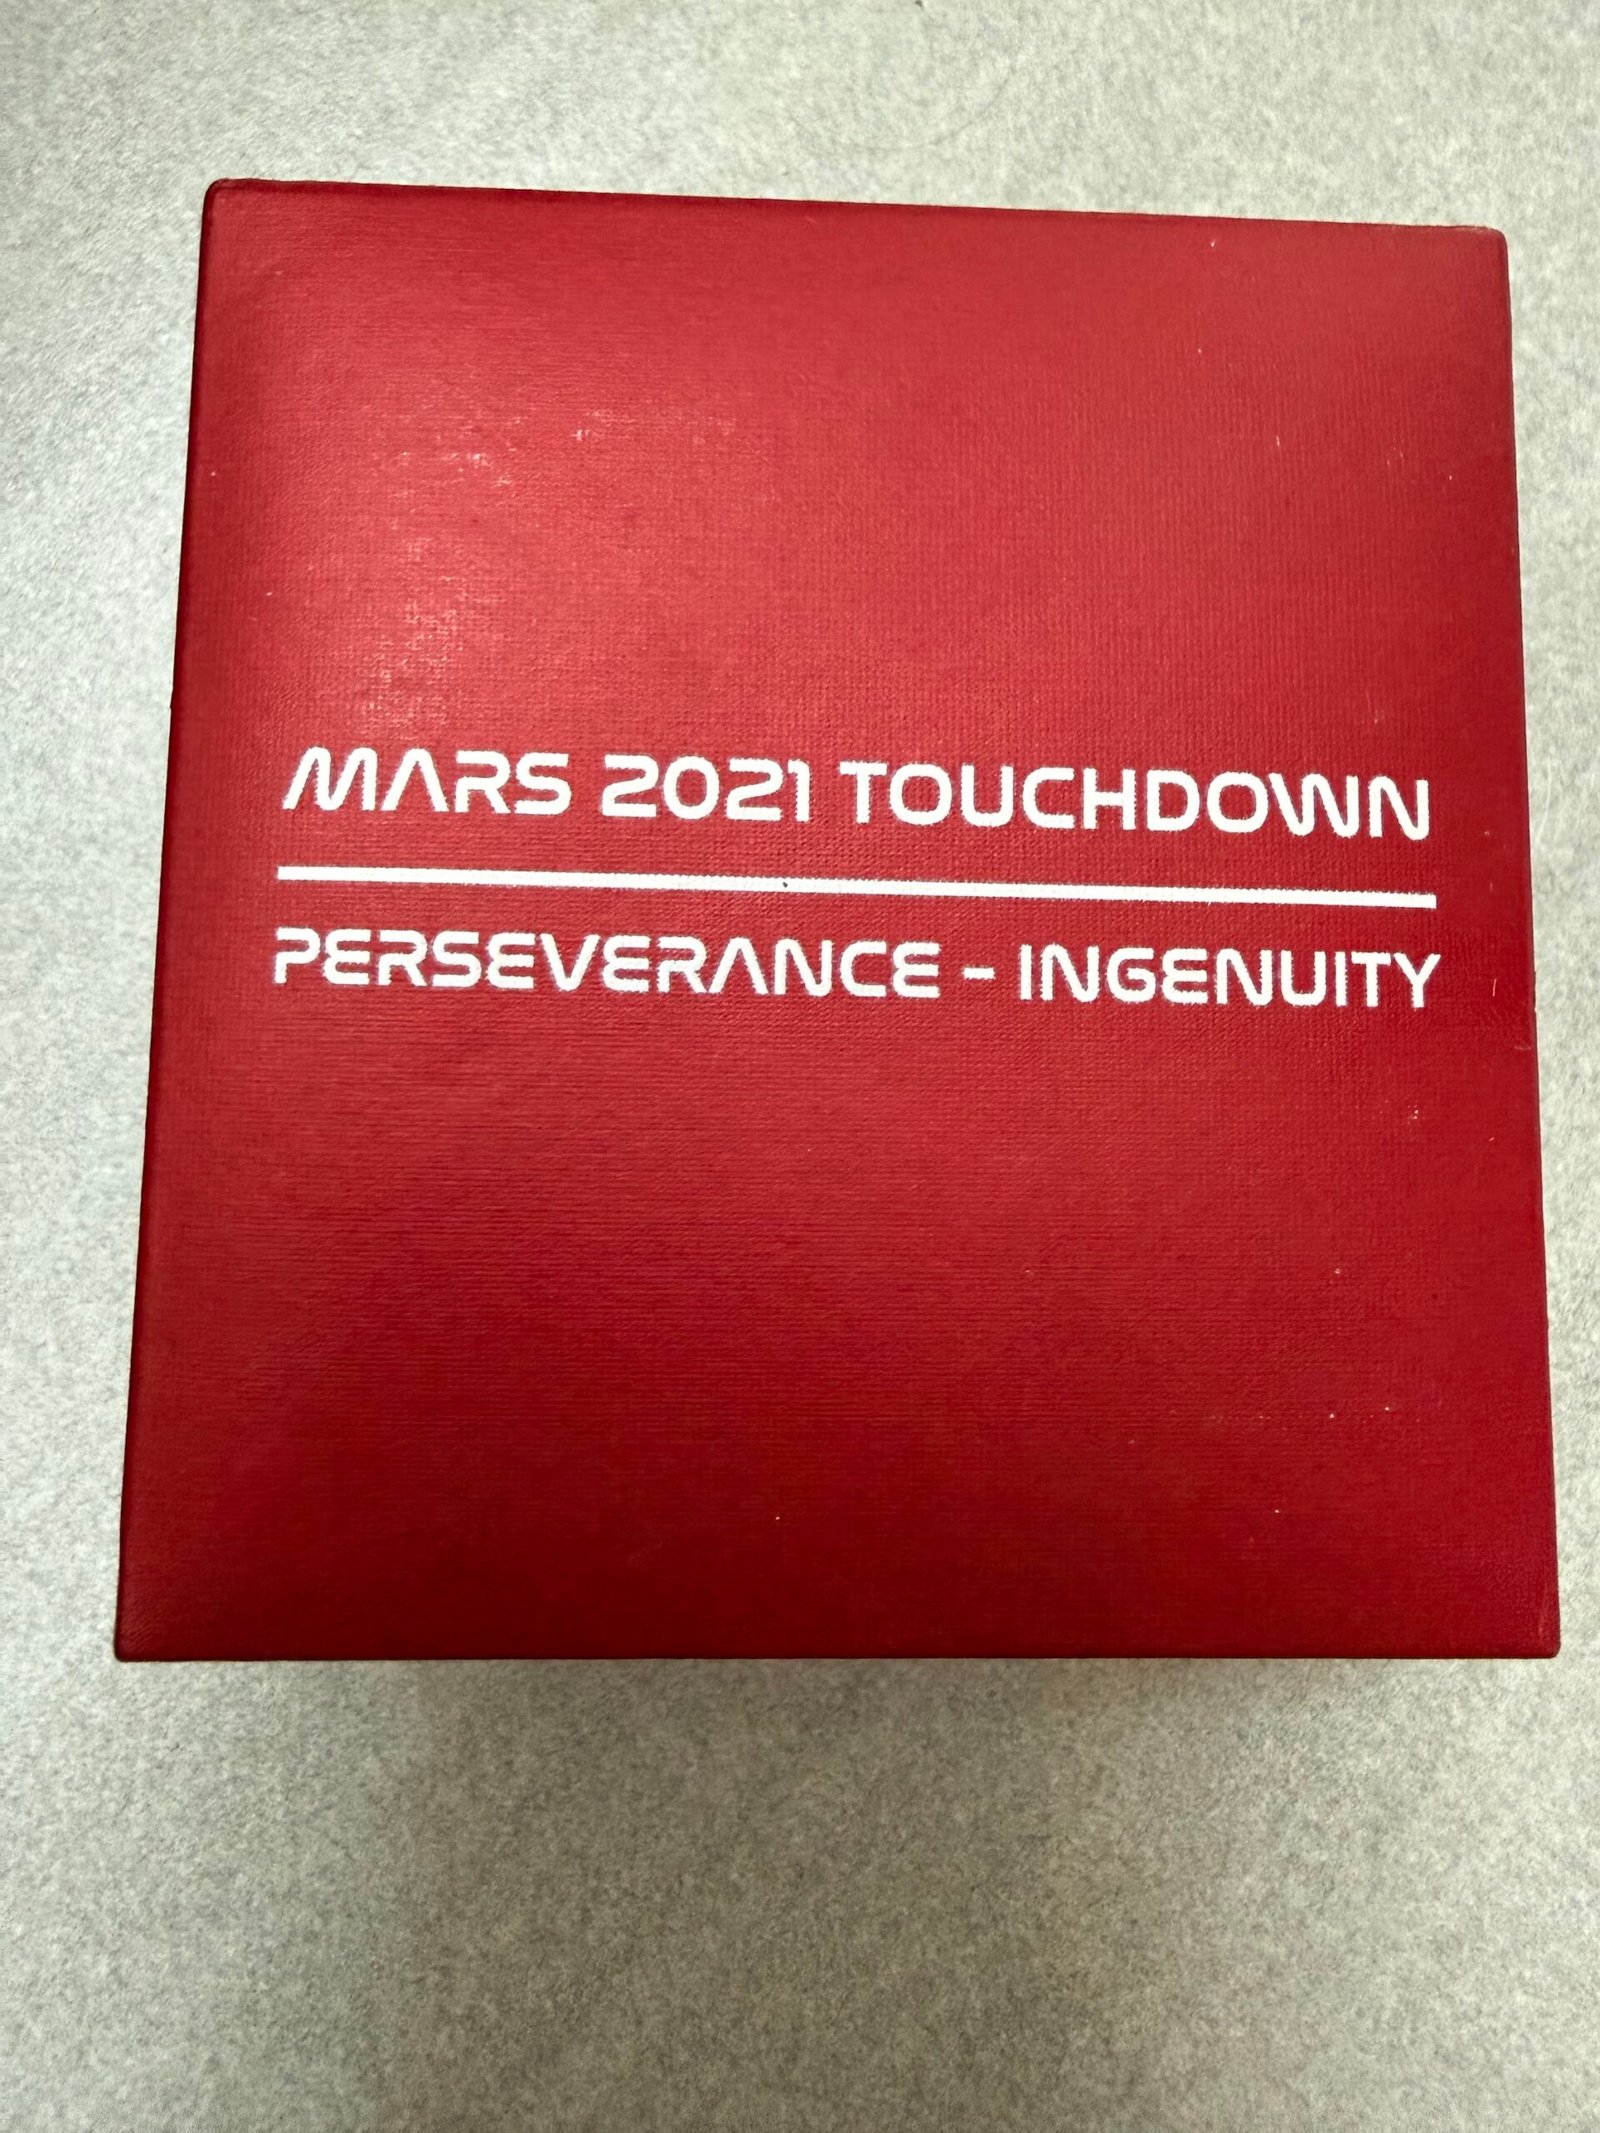 MARS 2021 TOUCHDOWN
PERSEVERANCE - INGENUITY